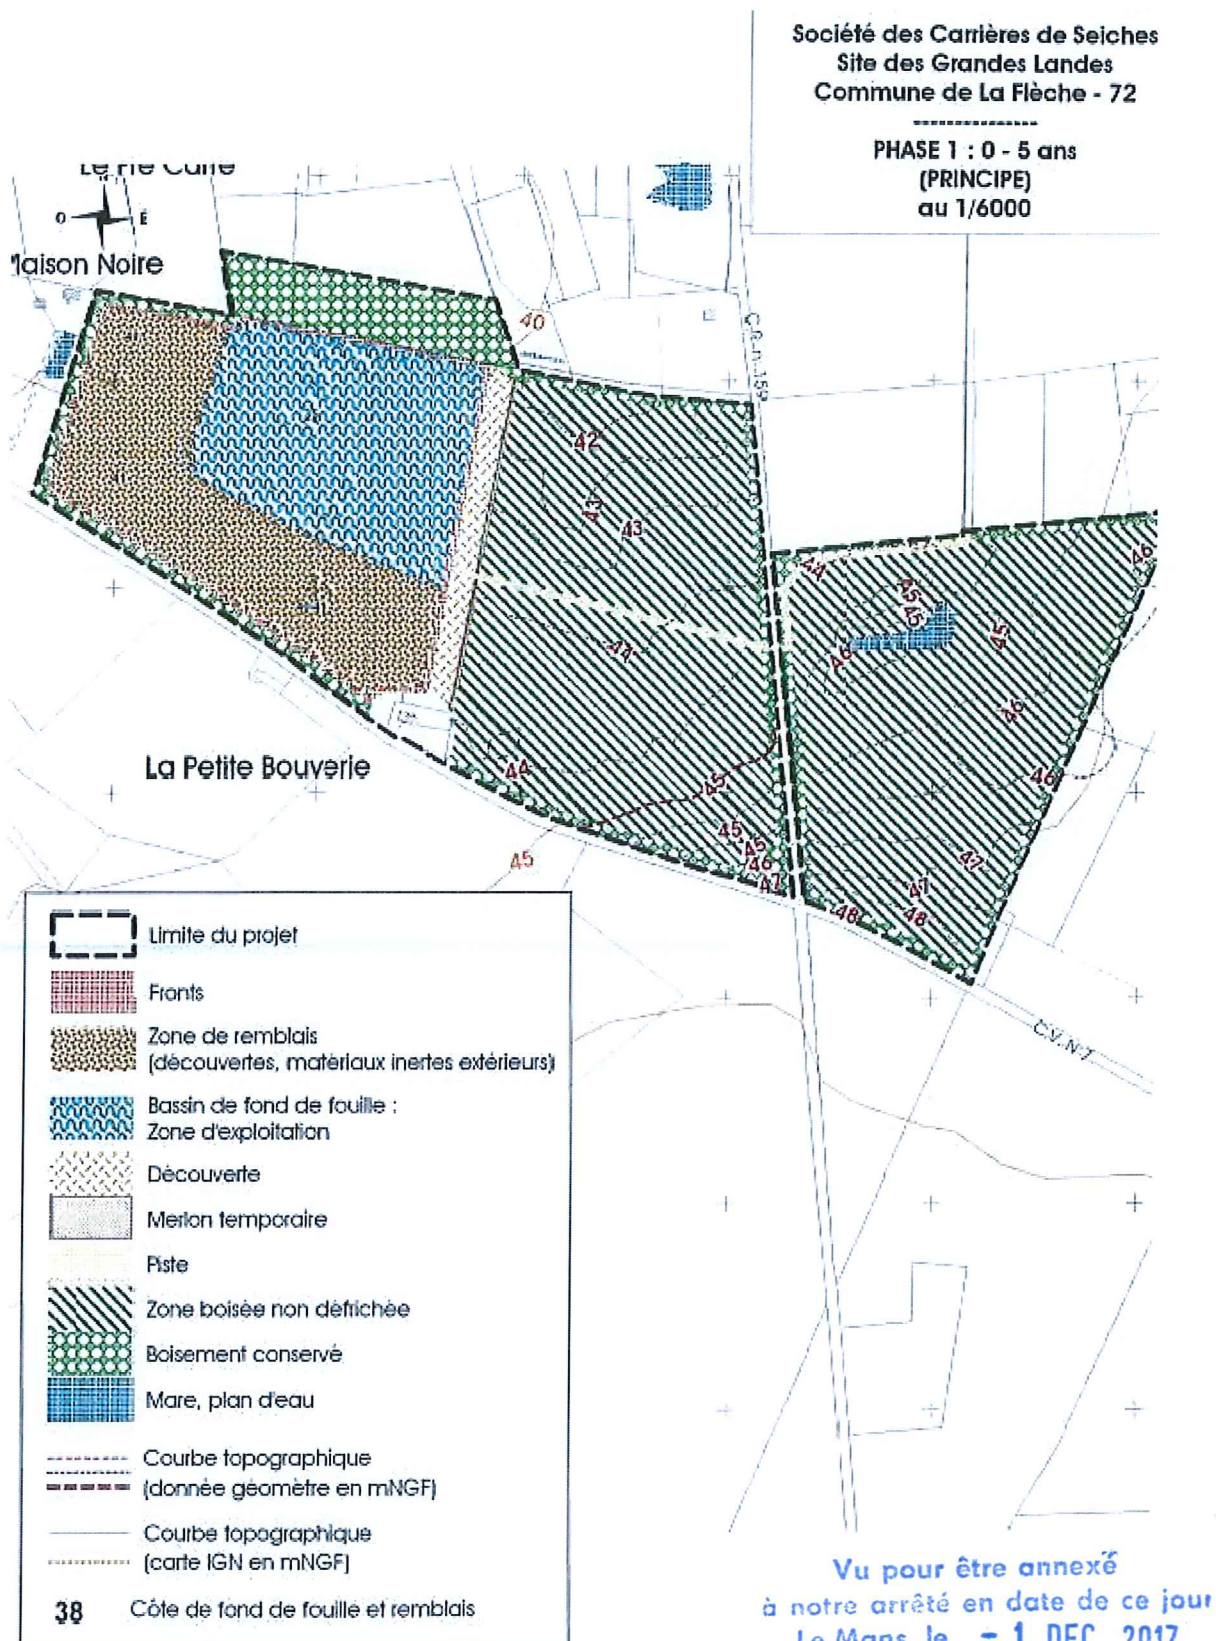 Société des Carrières de Seiches
Site des Grandes Landes
Commune de La Flèche - 72
---------------
PHASE 1 : 0 - 5 ans
(PRINCIPE)
au 1/6000
O E
Maison Noire
40
42
43
43
44
44
45
45
45
46
47
45
44
45
45
46
45
46
46
46
47
47
48
48
La Petite Bouverie
C.V. N°7
Limite du projet
Fronts
Zone de remblais
(découvertes, matériaux inertes extérieurs)
Bassin de fond de fouille :
Zone d'exploitation
Découverte
Merlon temporaire
Piste
Zone boisée non défrichée
Boisement conservé
Mare, plan d'eau
Courbe topographique
(donnée géomètre en mNGF)
Courbe topographique
(carte IGN en mNGF)
38 Côte de fond de fouille et remblais
Vu pour être annexé
à notre arrêté en date de ce jour
Le Mans, le - 1 DEC. 2017